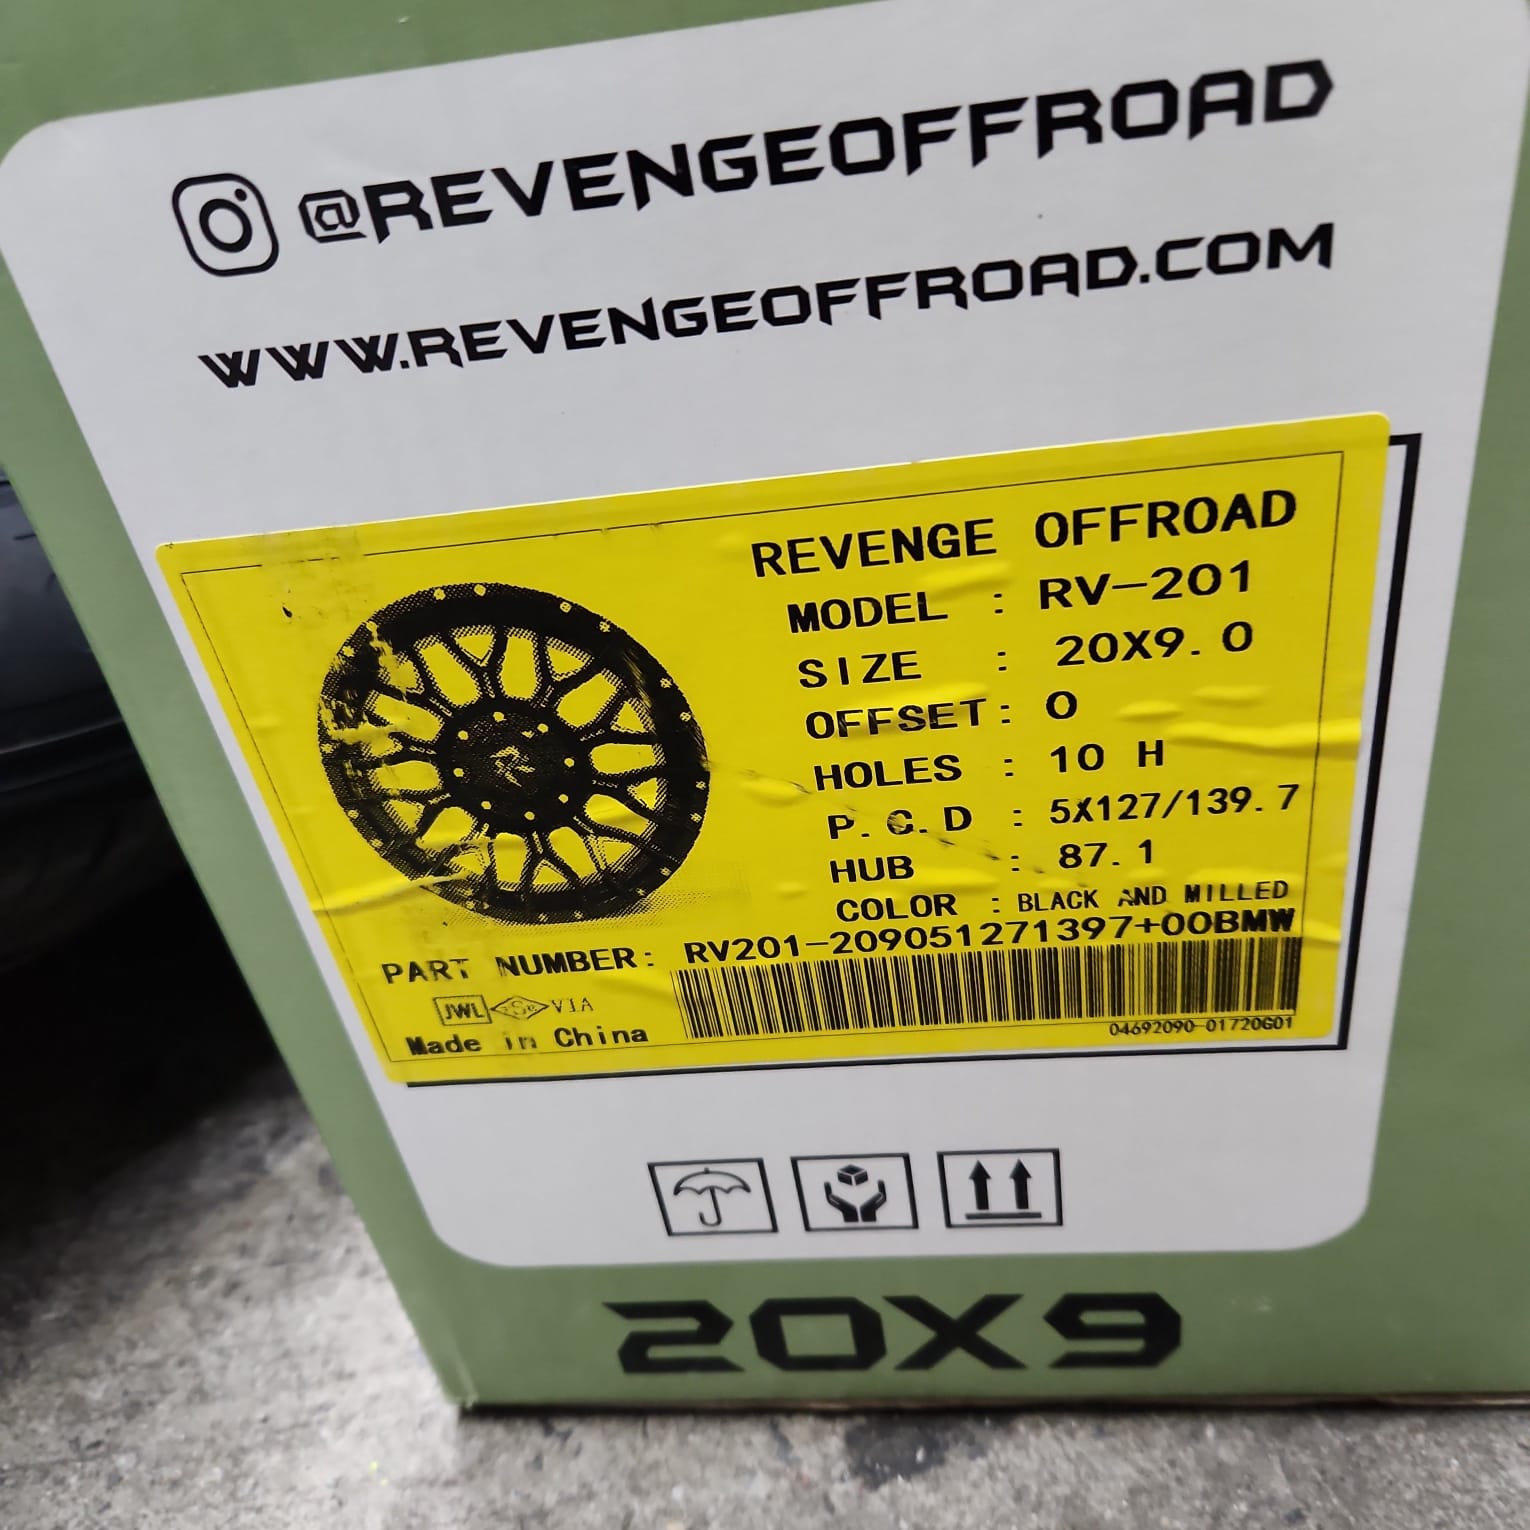 @REVENGEOFFROAD
WWW.REVENGEOFFROAD.COM
REVENGE OFFROAD
MODEL : RV-201
SIZE : 20X9.0
OFFSET: 0
HOLES : 10 H
P.C.D : 5X127/139.7
HUB : 87.1
COLOR : BLACK AND MILLED
PART NUMBER: RV201-209051271397+00BMW
JWL VIA
Made in China
04692090-01720G01
20X9